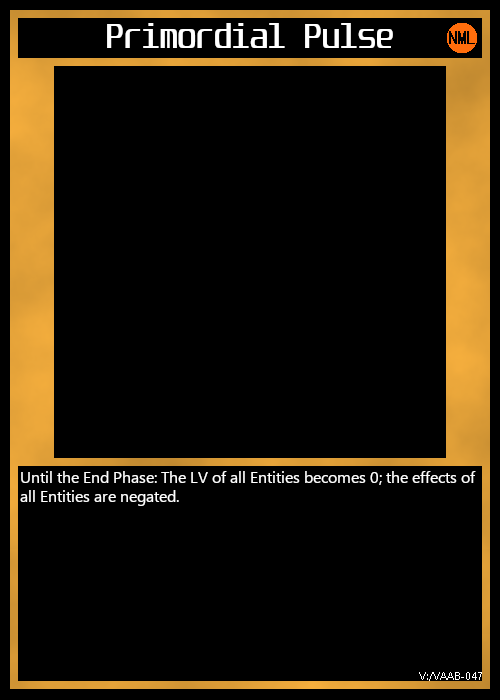 Primordial Pulse
NML
Until the End Phase: The LV of all Entities becomes 0; the effects of
all Entities are negated.
V:/VAAB-047